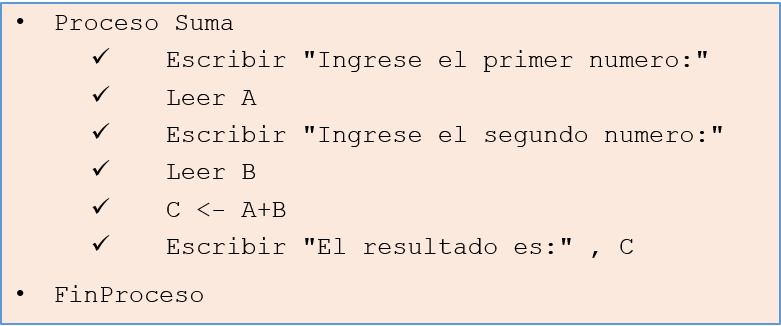 • Proceso Suma
✓ Escribir "Ingrese el primer numero:"
✓ Leer A
✓ Escribir "Ingrese el segundo numero:"
✓ Leer B
✓ C <- A+B
✓ Escribir "El resultado es:" , C
• FinProceso